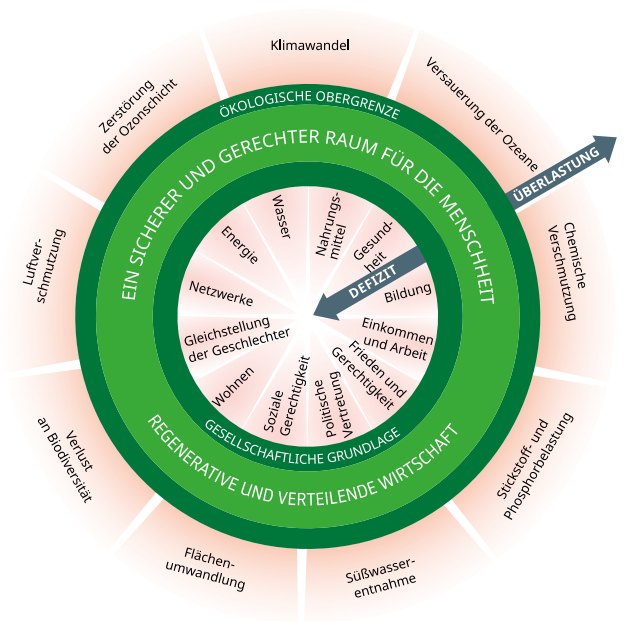 Klimawandel
Versauerung der Ozeane
Chemische
Verschmutzung
Stickstoff- und
Phosphorbelastung
Süßwasser-
entnahme
Flächen-
umwandlung
Verlust
an Biodiversität
Luftver-
schmutzung
Zerstörung
der Ozonschicht
ÜBERLASTUNG
ÖKOLOGISCHE OBERGRENZE
EIN SICHERER UND GERECHTER RAUM FÜR DIE MENSCHHEIT
Wasser
Nahrungs-
mittel
Gesund-
heit
DEFIZIT
Bildung
Einkommen
und Arbeit
Frieden und
Gerechtigkeit
Politische
Vertretung
Soziale
Gerechtigkeit
Wohnen
Gleichstellung
der Geschlechter
Netzwerke
Energie
GESELLSCHAFTLICHE GRUNDLAGE
REGENERATIVE UND VERTEILENDE WIRTSCHAFT